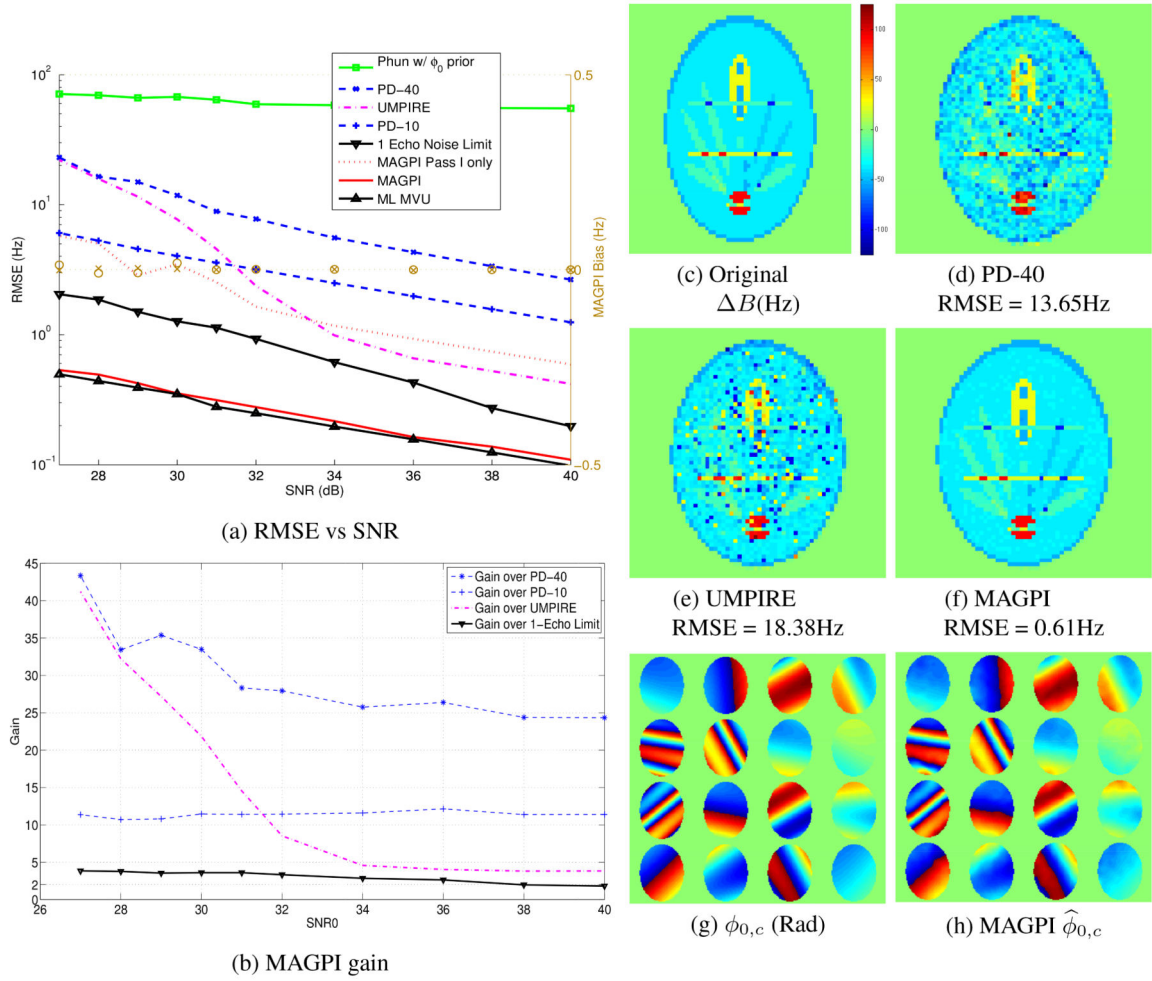 Phun w/ ϕ0 prior
PD-40
UMPIRE
PD-10
1 Echo Noise Limit
MAGPI Pass I only
MAGPI
ML MVU
10^2
10^1
10^0
10^-1
RMSE (Hz)
0.5
0
-0.5
MAGPI Bias (Hz)
28 30 32 34 36 38 40
SNR (dB)
(a) RMSE vs SNR
Gain over PD-40
Gain over PD-10
Gain over UMPIRE
Gain over 1-Echo Limit
45
40
35
30
25
20
15
10
5
2
0
Gain
26 28 30 32 34 36 38 40
SNR0
(b) MAGPI gain
100
50
0
-50
-100
(c) Original
ΔB(Hz)
(d) PD-40
RMSE = 13.65Hz
(e) UMPIRE
RMSE = 18.38Hz
(f) MAGPI
RMSE = 0.61Hz
(g) ϕ0,c (Rad)
(h) MAGPI ϕ̂0,c